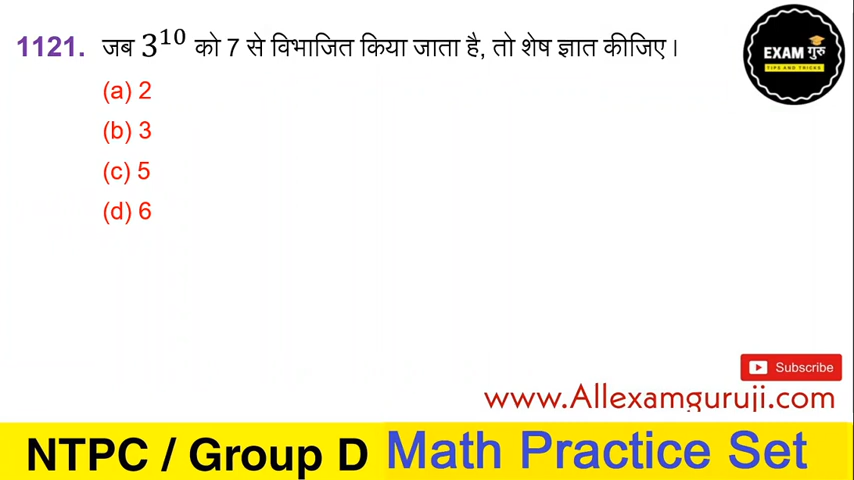 1121. जब 3¹⁰ को 7 से विभाजित किया जाता है, तो शेष ज्ञात कीजिए।
EXAM गुरु
TIPS AND TRICKS
(a) 2
(b) 3
(c) 5
(d) 6
Subscribe
www.Allexamguruji.com
NTPC / Group D Math Practice Set